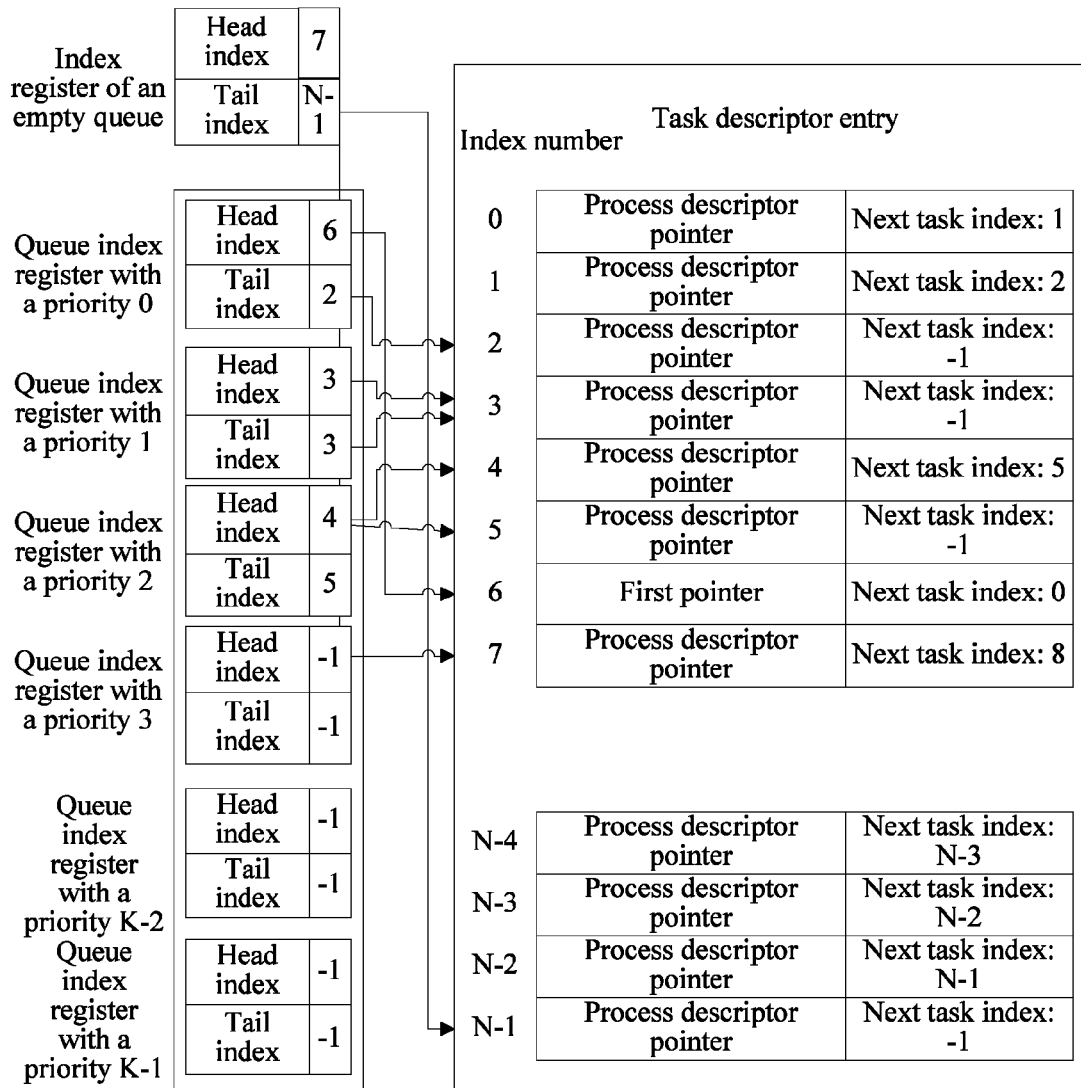 Index
register of an
empty queue
Head
index
7
Tail
index
N-
1
Queue index
register with
a priority 0
Head
index
6
Tail
index
2
Queue index
register with
a priority 1
Head
index
3
Tail
index
3
Queue index
register with
a priority 2
Head
index
4
Tail
index
5
Queue index
register with
a priority 3
Head
index
-1
Tail
index
-1
Queue
index
register
with a
priority K-2
Head
index
-1
Tail
index
-1
Queue
index
register
with a
priority K-1
Head
index
-1
Tail
index
-1
Index number
Task descriptor entry
0
Process descriptor
pointer
Next task index: 1
1
Process descriptor
pointer
Next task index: 2
2
Process descriptor
pointer
Next task index:
-1
3
Process descriptor
pointer
Next task index:
-1
4
Process descriptor
pointer
Next task index: 5
5
Process descriptor
pointer
Next task index:
-1
6
First pointer
Next task index: 0
7
Process descriptor
pointer
Next task index: 8
N-4
Process descriptor
pointer
Next task index:
N-3
N-3
Process descriptor
pointer
Next task index:
N-2
N-2
Process descriptor
pointer
Next task index:
N-1
N-1
Process descriptor
pointer
Next task index:
-1